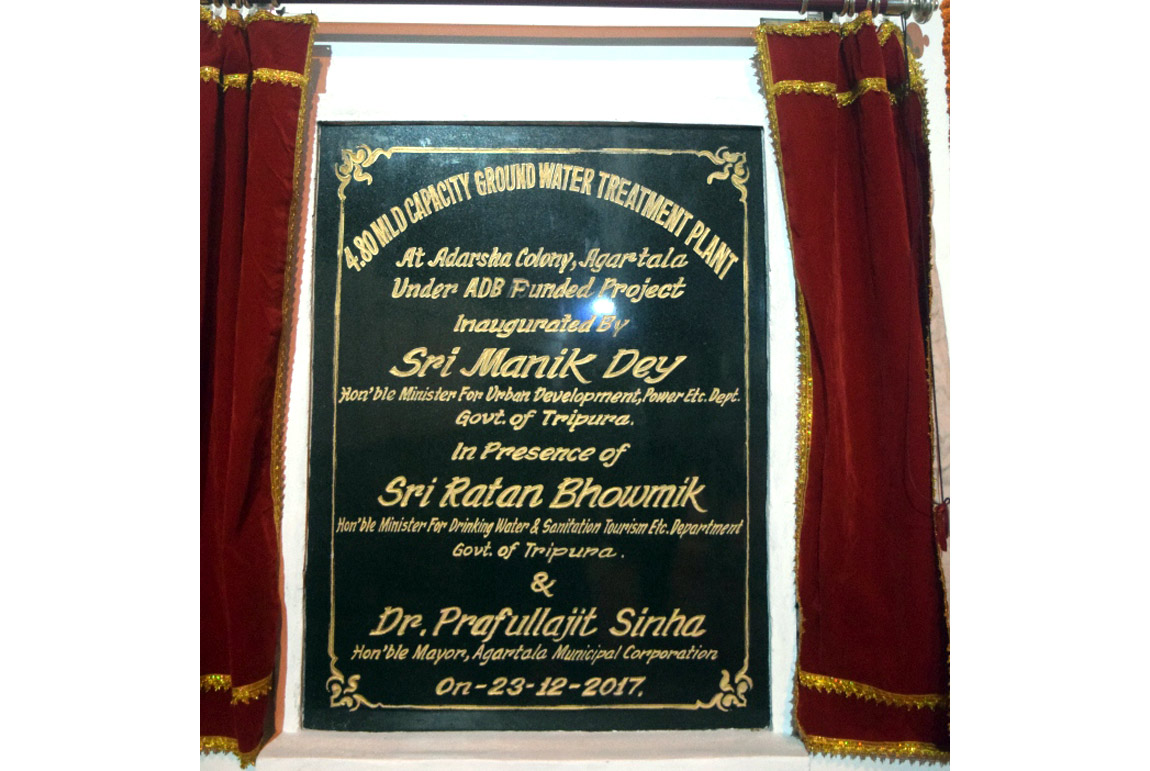 4.80 MLD CAPACITY GROUND WATER TREATMENT PLANT
At Adarsha Colony, Agartala
Under ADB Funded Project
Inaugurated By
Sri Manik Dey
Hon'ble Minister For Urban Development, Power Etc. Dept.
Govt. of Tripura.
In Presence of
Sri Ratan Bhowmik
Hon'ble Minister For Drinking Water & Sanitation Tourism Etc. Department
Govt. of Tripura.
&
Dr. Prafullajit Sinha
Hon'ble Mayor, Agartala Municipal Corporation
On-23-12-2017.